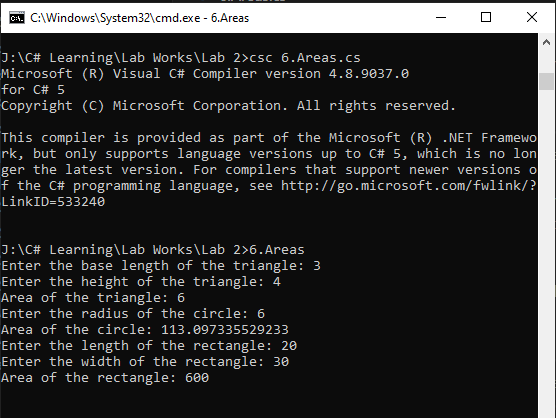 C:\Windows\System32\cmd.exe - 6.Areas
J:\C# Learning\Lab Works\Lab 2>csc 6.Areas.cs
Microsoft (R) Visual C# Compiler version 4.8.9037.0
for C# 5
Copyright (C) Microsoft Corporation. All rights reserved.
This compiler is provided as part of the Microsoft (R) .NET Framewo
rk, but only supports language versions up to C# 5, which is no lon
ger the latest version. For compilers that support newer versions o
f the C# programming language, see http://go.microsoft.com/fwlink/?
LinkID=533240
J:\C# Learning\Lab Works\Lab 2>6.Areas
Enter the base length of the triangle: 3
Enter the height of the triangle: 4
Area of the triangle: 6
Enter the radius of the circle: 6
Area of the circle: 113.097335529233
Enter the length of the rectangle: 20
Enter the width of the rectangle: 30
Area of the rectangle: 600